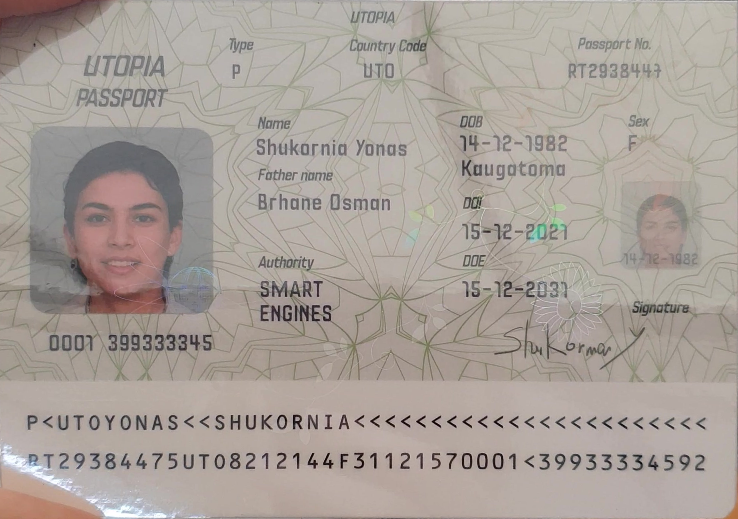 UTOPIA
Type
Country Code
Passport No.
UTOPIA
PASSPORT
P
UTO
RT2938447
Name
DOB
Sex
Shukornia Yonas
14-12-1982
F
Kaugatoma
Father name
Brhane Osman
DOI
15-12-2021
Authority
DOE
14-12-1982
SMART
ENGINES
15-12-2031
Signature
0001 399333345
Shukornay
P<UTOYONAS<<SHUKORNIA<<<<<<<<<<<<<<<<<<<<<<<
RT29384475UTO8212144F31121570001<39933334592